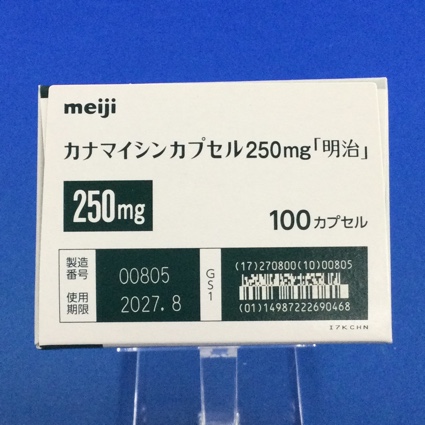 meiji
カナマイシンカプセル250mg「明治」
250mg
100カプセル
製造番号 00805
使用期限 2027.8
GS1
(17)270800(10)00805
(01)14987222690468
I7KCHN